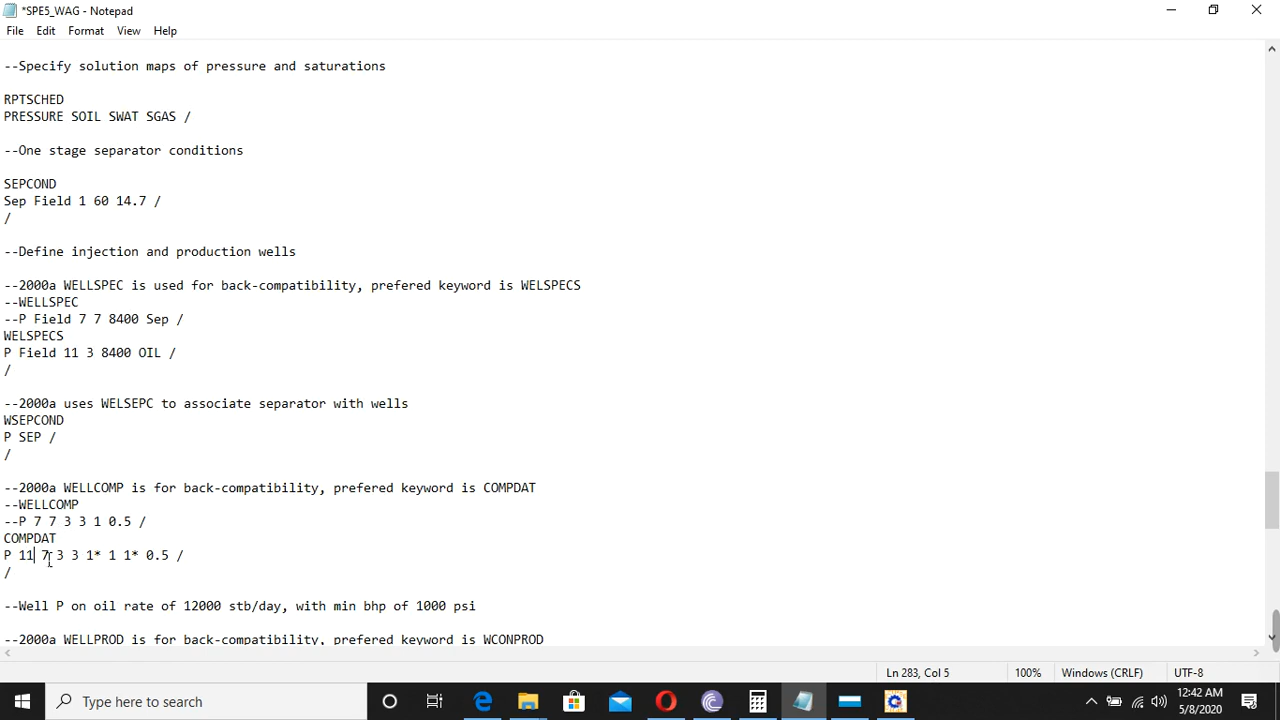 *SPE5_WAG - Notepad
File Edit Format View Help
--Specify solution maps of pressure and saturations
RPTSCHED
PRESSURE SOIL SWAT SGAS /
--One stage separator conditions
SEPCOND
Sep Field 1 60 14.7 /
/
--Define injection and production wells
--2000a WELLSPEC is used for back-compatibility, prefered keyword is WELSPECS
--WELLSPEC
--P Field 7 7 8400 Sep /
WELSPECS
P Field 11 3 8400 OIL /
/
--2000a uses WELSEPC to associate separator with wells
WSEPCOND
P SEP /
/
--2000a WELLCOMP is for back-compatibility, prefered keyword is COMPDAT
--WELLCOMP
--P 7 7 3 3 1 0.5 /
COMPDAT
P 11 7 3 3 1* 1 1* 0.5 /
/
--Well P on oil rate of 12000 stb/day, with min bhp of 1000 psi
--2000a WELLPROD is for back-compatibility, prefered keyword is WCONPROD
Ln 283, Col 5 100% Windows (CRLF) UTF-8
Type here to search
12:42 AM
5/8/2020